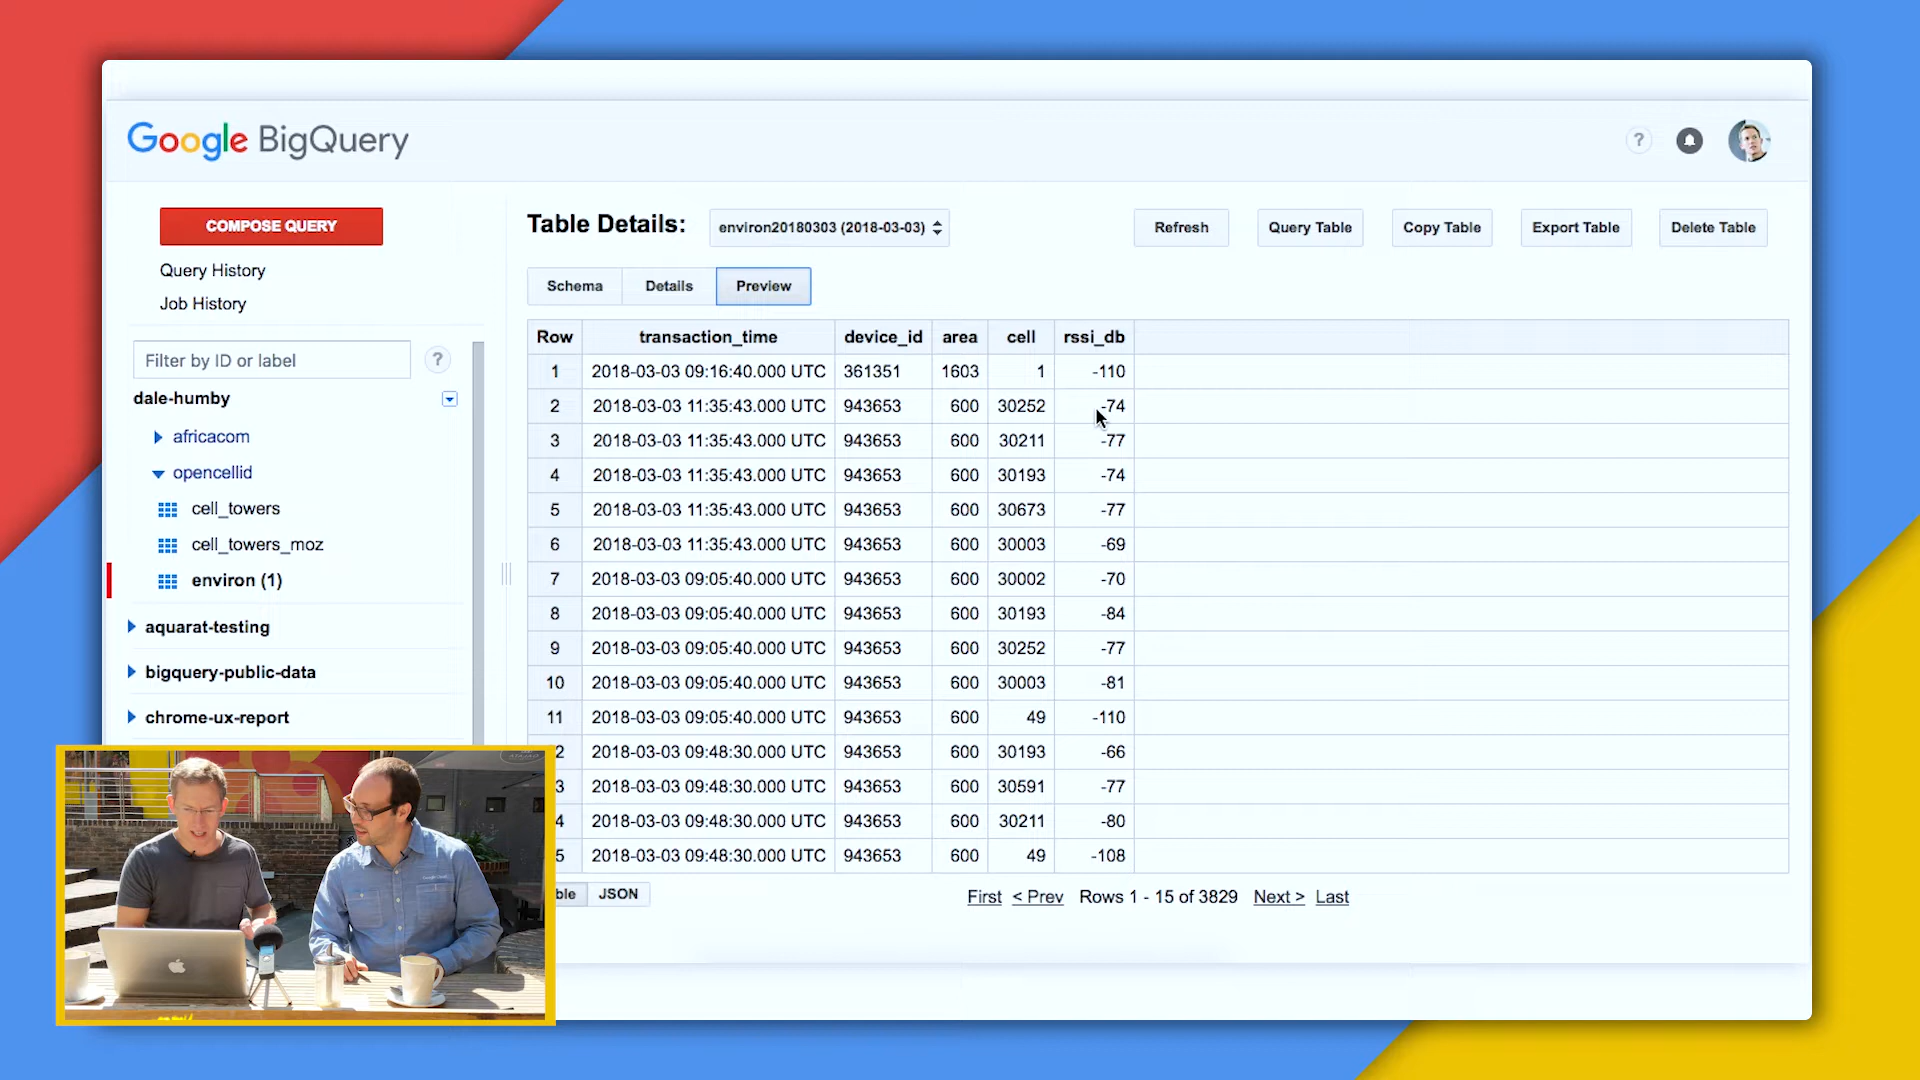 Google BigQuery
?
COMPOSE QUERY
Query History
Job History
Filter by ID or label
?
dale-humby
africacom
opencellid
cell_towers
cell_towers_moz
environ (1)
aquarat-testing
bigquery-public-data
chrome-ux-report
Table Details: environ20180303 (2018-03-03) Refresh Query Table Copy Table Export Table Delete Table
Schema Details Preview
Row transaction_time device_id area cell rssi_db
1 2018-03-03 09:16:40.000 UTC 361351 1603 1 -110
2 2018-03-03 11:35:43.000 UTC 943653 600 30252 -74
3 2018-03-03 11:35:43.000 UTC 943653 600 30211 -77
4 2018-03-03 11:35:43.000 UTC 943653 600 30193 -74
5 2018-03-03 11:35:43.000 UTC 943653 600 30673 -77
6 2018-03-03 11:35:43.000 UTC 943653 600 30003 -69
7 2018-03-03 09:05:40.000 UTC 943653 600 30002 -70
8 2018-03-03 09:05:40.000 UTC 943653 600 30193 -84
9 2018-03-03 09:05:40.000 UTC 943653 600 30252 -77
10 2018-03-03 09:05:40.000 UTC 943653 600 30003 -81
11 2018-03-03 09:05:40.000 UTC 943653 600 49 -110
2 2018-03-03 09:48:30.000 UTC 943653 600 30193 -66
3 2018-03-03 09:48:30.000 UTC 943653 600 30591 -77
4 2018-03-03 09:48:30.000 UTC 943653 600 30211 -80
5 2018-03-03 09:48:30.000 UTC 943653 600 49 -108
ble JSON First < Prev Rows 1 - 15 of 3829 Next > Last